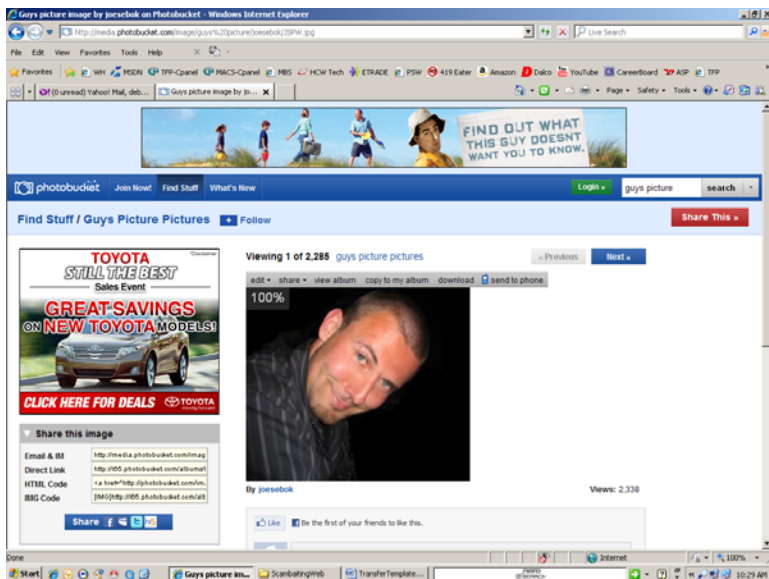 Guys picture image by joesebok on Photobucket - Windows Internet Explorer
http://media.photobucket.com/image/guys%20picture/joesebok/JSPW.jpg
Live Search
File Edit View Favorites Tools Help
Favorites WH MSDN TFP-Cpanel MACS-Cpanel MBS HCW Tech ETRADE PSW 419 Eater Amazon Dalco YouTube CareerBoard ASP TFP
(0 unread) Yahoo! Mail, deb... Guys picture image by jo... Page Safety Tools
FIND OUT WHAT
THIS GUY DOESNT
WANT YOU TO KNOW.
photobucket Join Now! Find Stuff What's New Login » guys picture search
Find Stuff / Guys Picture Pictures Follow Share This »
*Disclaimer
TOYOTA
STILL THE BEST
Sales Event
GREAT SAVINGS
ON NEW TOYOTA MODELS!
CLICK HERE FOR DEALS TOYOTA
moving forward
Viewing 1 of 2,285 guys picture pictures « Previous Next »
edit share view album copy to my album download send to phone
100%
Share this image
Email & IM http://media.photobucket.com/imag
Direct Link http://i65.photobucket.com/albums/
HTML Code <a href="http://photobucket.com/im
IMG Code [IMG]http://i65.photobucket.com/alb
Share
By joesebok Views: 2,338
Like Be the first of your friends to like this.
Done Internet 100%
Start Guys picture im... ScambaitingWeb TransferTemplate... 10:29 AM